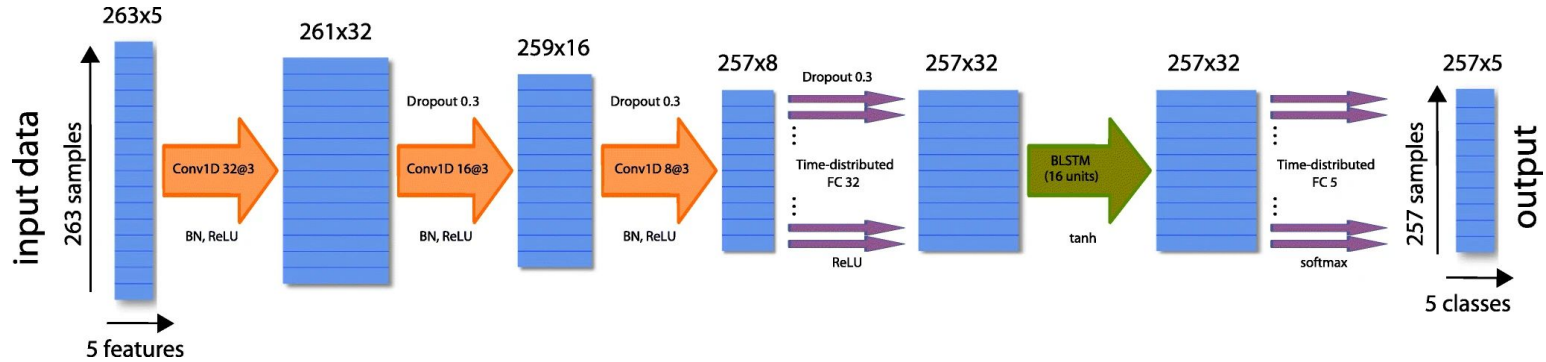 263x5
261x32
259x16
257x8
257x32
257x32
257x5
input data
263 samples
5 features
Conv1D 32@3
BN, ReLU
Dropout 0.3
Conv1D 16@3
BN, ReLU
Dropout 0.3
Conv1D 8@3
BN, ReLU
Dropout 0.3
Time-distributed
FC 32
ReLU
BLSTM
(16 units)
tanh
Time-distributed
FC 5
softmax
257 samples
5 classes
output